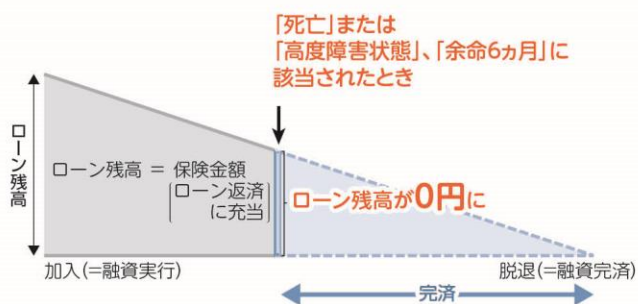 「死亡」または
「高度障害状態」、「余命6ヵ月」に
該当されたとき
ローン残高
ローン残高 = 保険金額
(ローン返済
に充当)
ローン残高が0円に
加入(=融資実行)
脱退(=融資完済)
完済